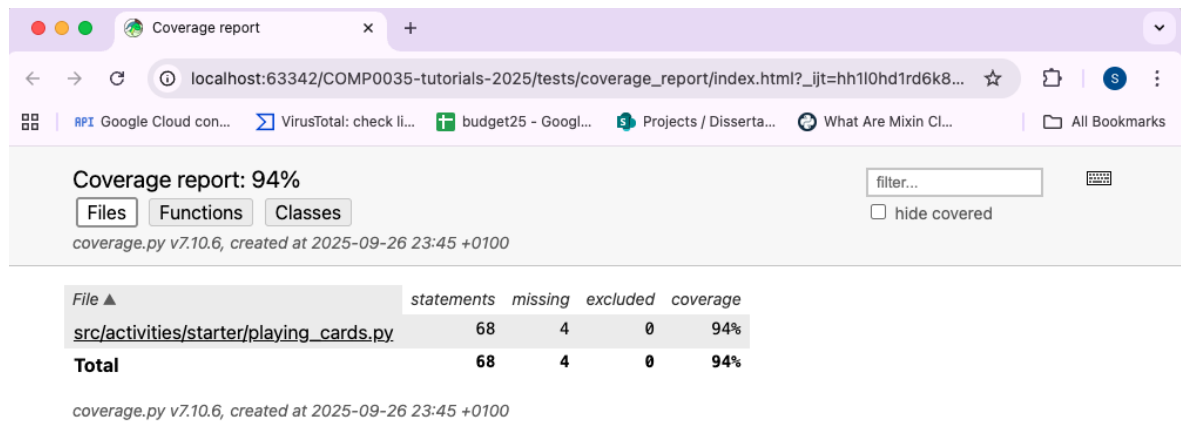 Coverage report
localhost:63342/COMP0035-tutorials-2025/tests/coverage_report/index.html?_ijt=hh1l0hd1rd6k8...
S
API Google Cloud con... VirusTotal: check li... budget25 - Googl... Projects / Disserta... What Are Mixin Cl... All Bookmarks
Coverage report: 94%
filter...
Files Functions Classes
hide covered
coverage.py v7.10.6, created at 2025-09-26 23:45 +0100
File ▲ statements missing excluded coverage
src/activities/starter/playing_cards.py 68 4 0 94%
Total 68 4 0 94%
coverage.py v7.10.6, created at 2025-09-26 23:45 +0100